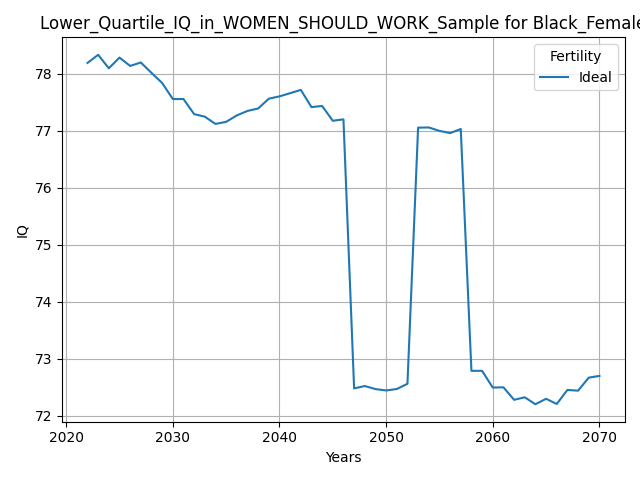 Lower_Quartile_IQ_in_WOMEN_SHOULD_WORK_Sample for Black_Female
Fertility
Ideal
78
77
76
75
74
73
72
IQ
2020 2030 2040 2050 2060 2070
Years